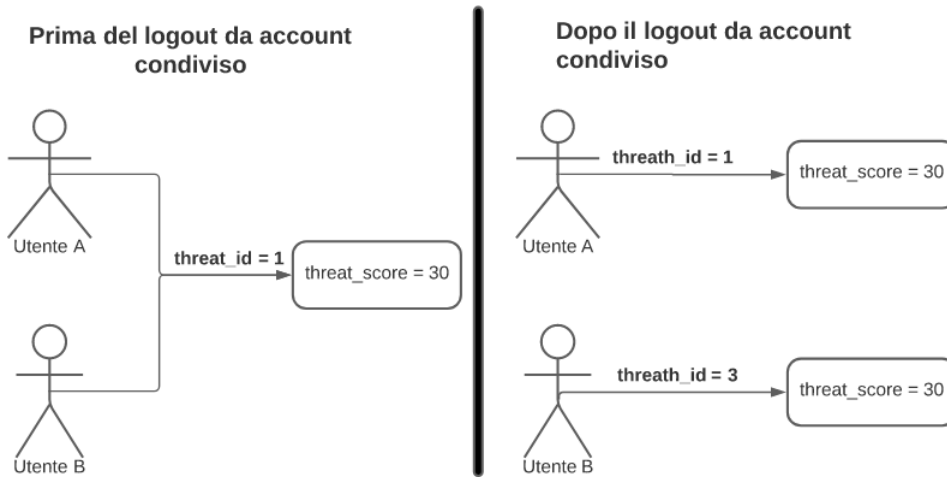 Prima del logout da account
condiviso
Utente A
threat_id = 1
threat_score = 30
Utente B
Dopo il logout da account
condiviso
threath_id = 1
threat_score = 30
Utente A
threath_id = 3
threat_score = 30
Utente B